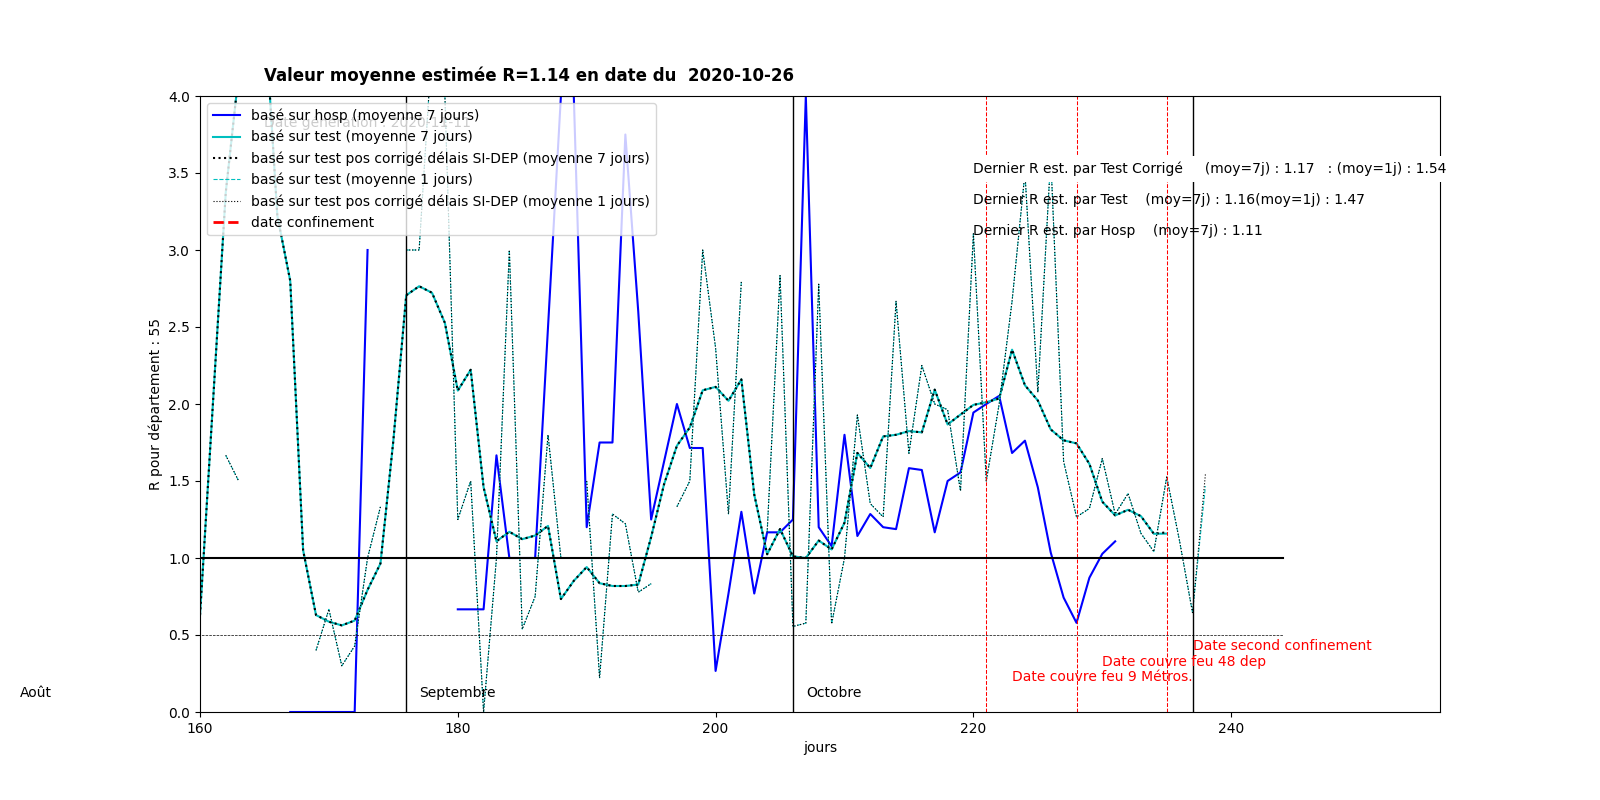 Valeur moyenne estimée R=1.14 en date du  2020-10-26
Date génération : 2020-11-11
basé sur hosp (moyenne 7 jours)
basé sur test (moyenne 7 jours)
basé sur test pos corrigé délais SI-DEP (moyenne 7 jours)
basé sur test (moyenne 1 jours)
basé sur test pos corrigé délais SI-DEP (moyenne 1 jours)
date confinement
Dernier R est. par Test Corrigé     (moy=7j) : 1.17   : (moy=1j) : 1.54
Dernier R est. par Test    (moy=7j) : 1.16(moy=1j) : 1.47
Dernier R est. par Hosp    (moy=7j) : 1.11
4.0
3.5
3.0
2.5
2.0
1.5
1.0
0.5
0.0
R pour département : 55
Date second confinement
Date couvre feu 48 dep
Date couvre feu 9 Métros.
Août
Septembre
Octobre
160
180
200
220
240
jours